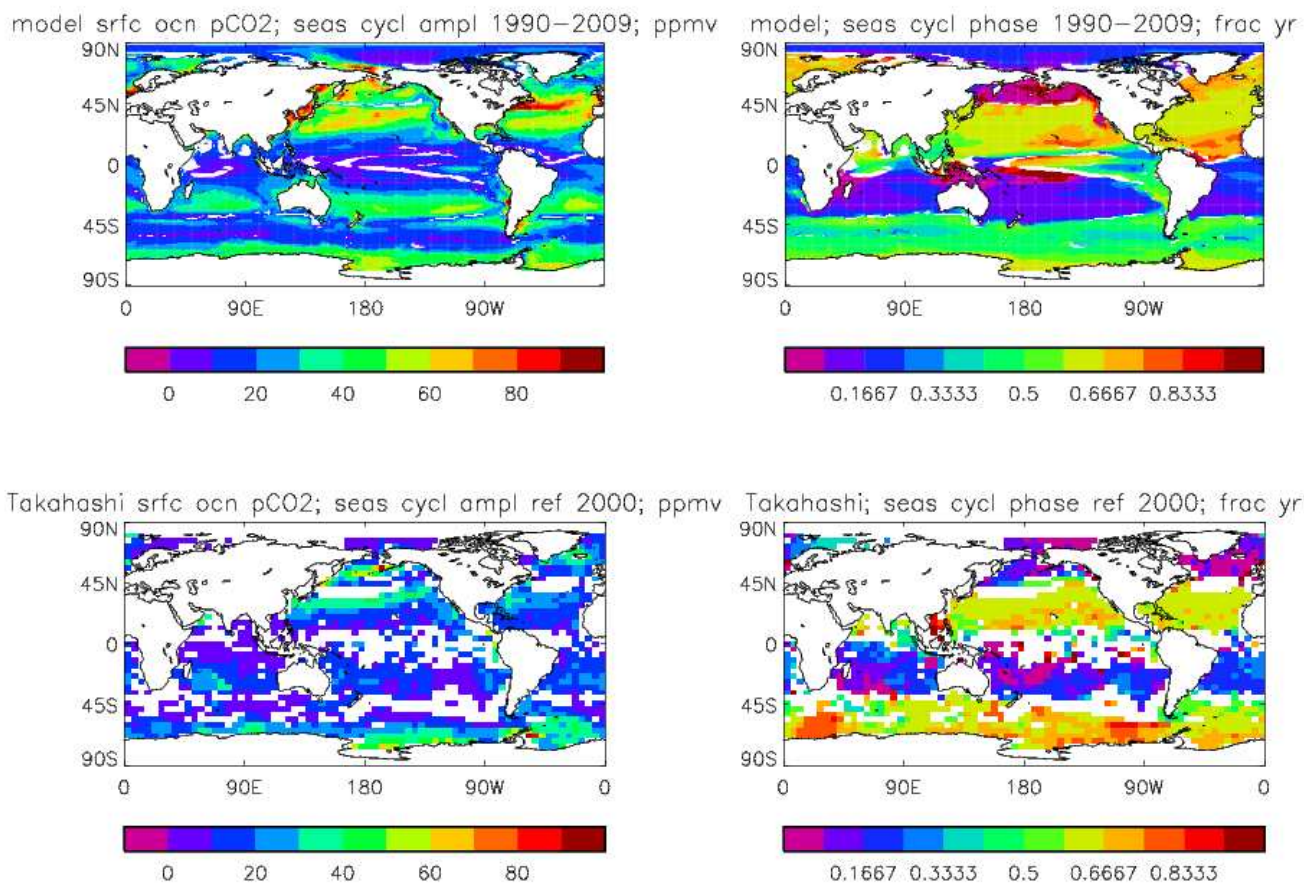 model srfc ocn pCO2; seas cycl ampl 1990-2009; ppmv
90N
45N
0
45S
90S
0 90E 180 90W
0 20 40 60 80
model; seas cycl phase 1990-2009; frac yr
90N
45N
0
45S
90S
0 90E 180 90W
0.1667 0.3333 0.5 0.6667 0.8333
Takahashi srfc ocn pCO2; seas cycl ampl ref 2000; ppmv
90N
45N
0
45S
90S
0 90E 180 90W 0
0 20 40 60 80
Takahashi; seas cycl phase ref 2000; frac yr
90N
45N
0
45S
90S
0 90E 180 90W 0
0.1667 0.3333 0.5 0.6667 0.8333